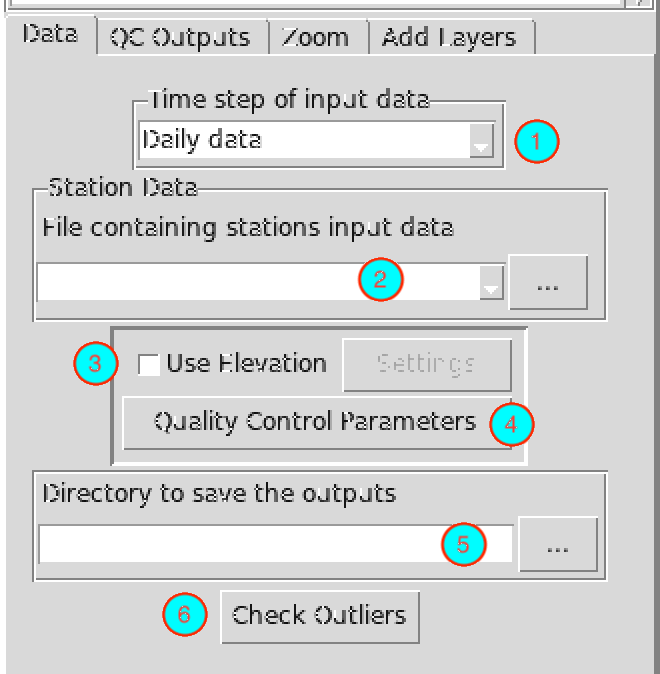 Data QC Outputs Zoom Add Layers
Time step of input data
Daily data 1
Station Data
File containing stations input data
2 ...
3 Use Elevation Settings
Quality Control Parameters 4
Directory to save the outputs
5 ...
6 Check Outliers